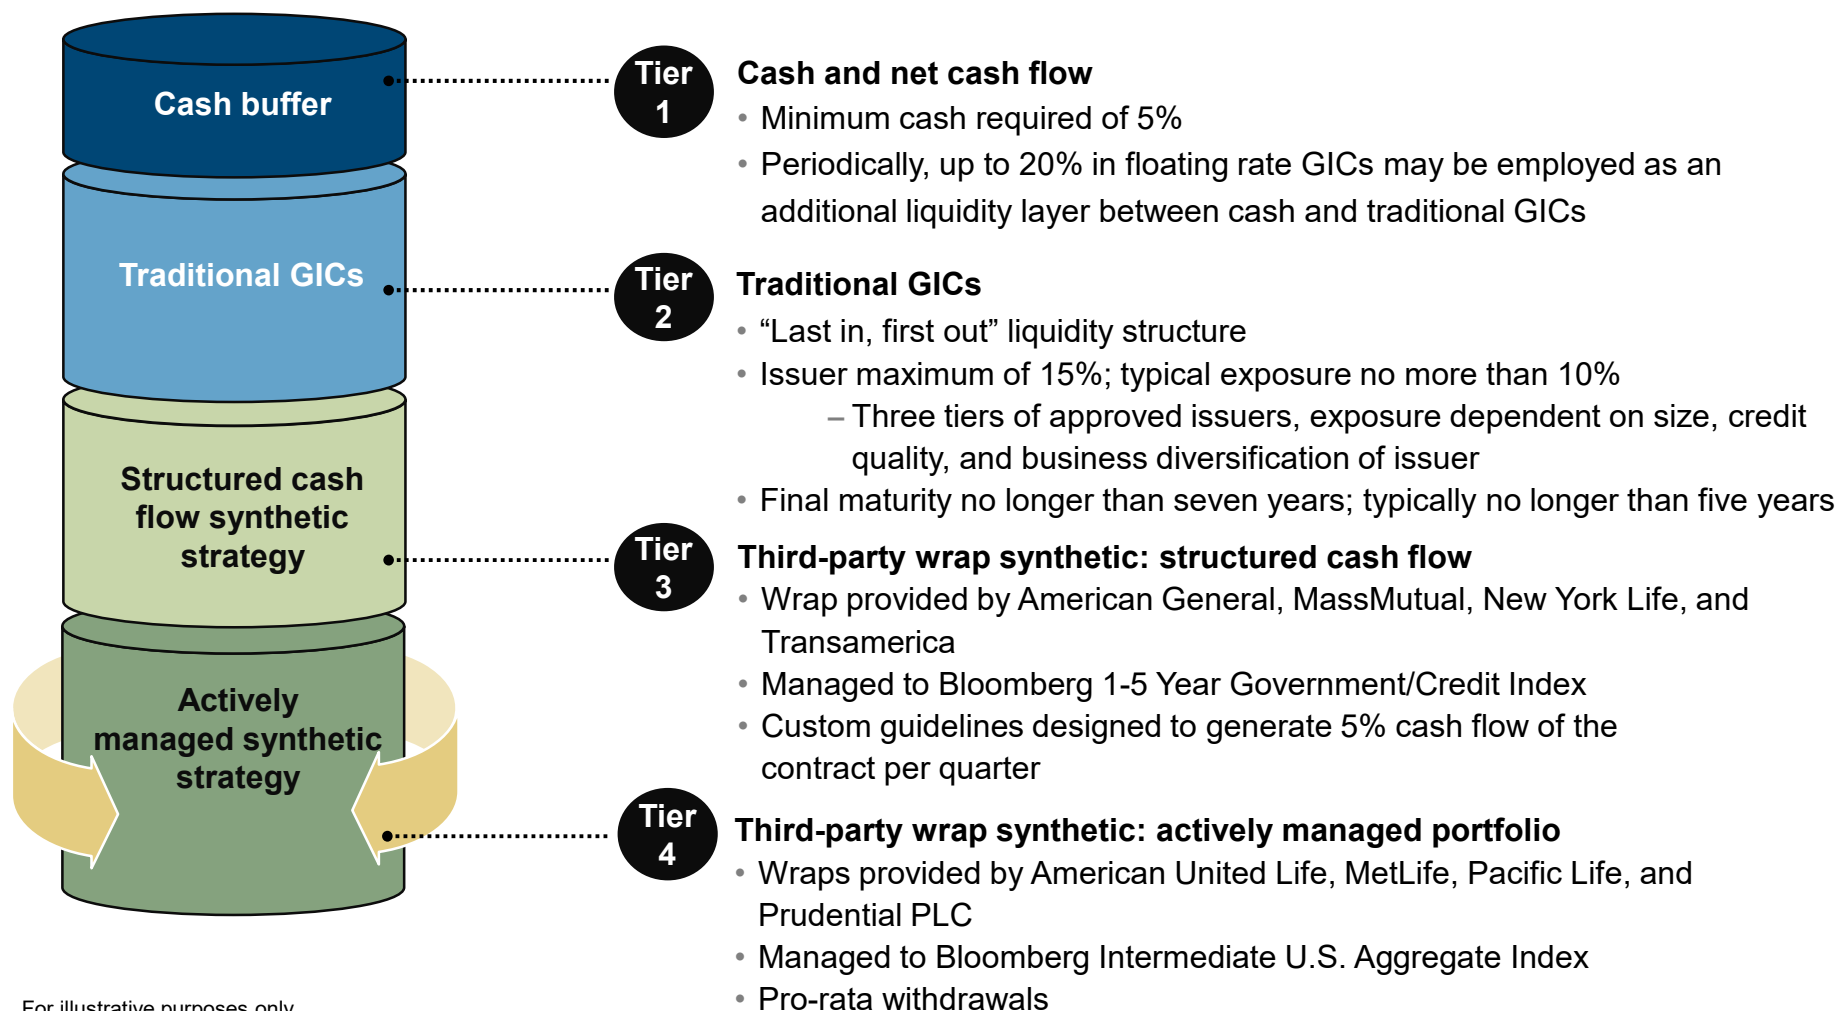 Cash buffer
Traditional GICs
Structured cash
flow synthetic
strategy
Actively
managed synthetic
strategy
Tier
1
Cash and net cash flow
• Minimum cash required of 5%
• Periodically, up to 20% in floating rate GICs may be employed as an
additional liquidity layer between cash and traditional GICs
Tier
2
Traditional GICs
• “Last in, first out” liquidity structure
• Issuer maximum of 15%; typical exposure no more than 10%
– Three tiers of approved issuers, exposure dependent on size, credit
quality, and business diversification of issuer
• Final maturity no longer than seven years; typically no longer than five years
Tier
3
Third-party wrap synthetic: structured cash flow
• Wrap provided by American General, MassMutual, New York Life, and
Transamerica
• Managed to Bloomberg 1-5 Year Government/Credit Index
• Custom guidelines designed to generate 5% cash flow of the
contract per quarter
Tier
4
Third-party wrap synthetic: actively managed portfolio
• Wraps provided by American United Life, MetLife, Pacific Life, and
Prudential PLC
• Managed to Bloomberg Intermediate U.S. Aggregate Index
• Pro-rata withdrawals
For illustrative purposes only